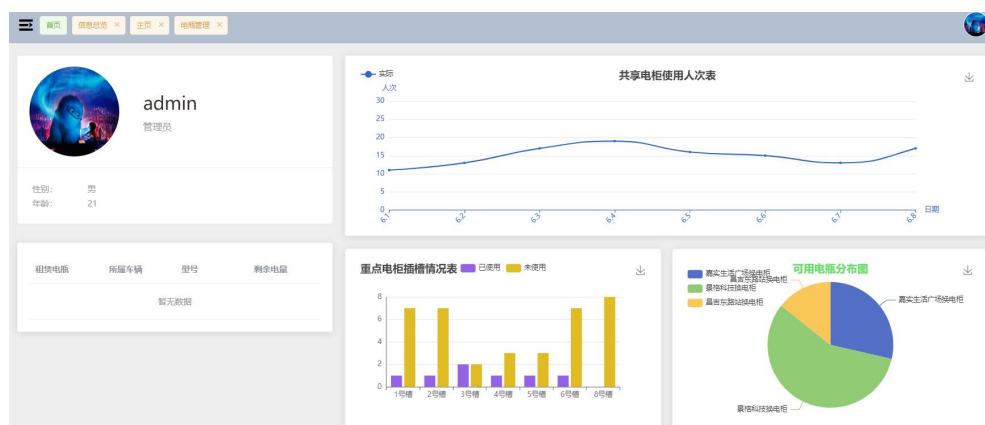 首页 信息总览 × 主页 × 电瓶管理 ×
admin
管理员
性别: 男
年龄: 21
租赁电瓶 所属车辆 型号 剩余电量
暂无数据
实际 共享电柜使用人次表
人次
30
25
20
15
10
5
0
6.1 6.2 6.3 6.4 6.5 6.6 6.7 6.8 日期
重点电柜插槽情况表 已使用 未使用
8
6
4
2
0
1号槽 2号槽 3号槽 4号槽 5号槽 6号槽 8号槽
可用电瓶分布图
嘉实生活广场换电柜
景格科技换电柜
昌吉东路站换电柜
昌吉东路站换电柜
嘉实生活广场换电柜
景格科技换电柜